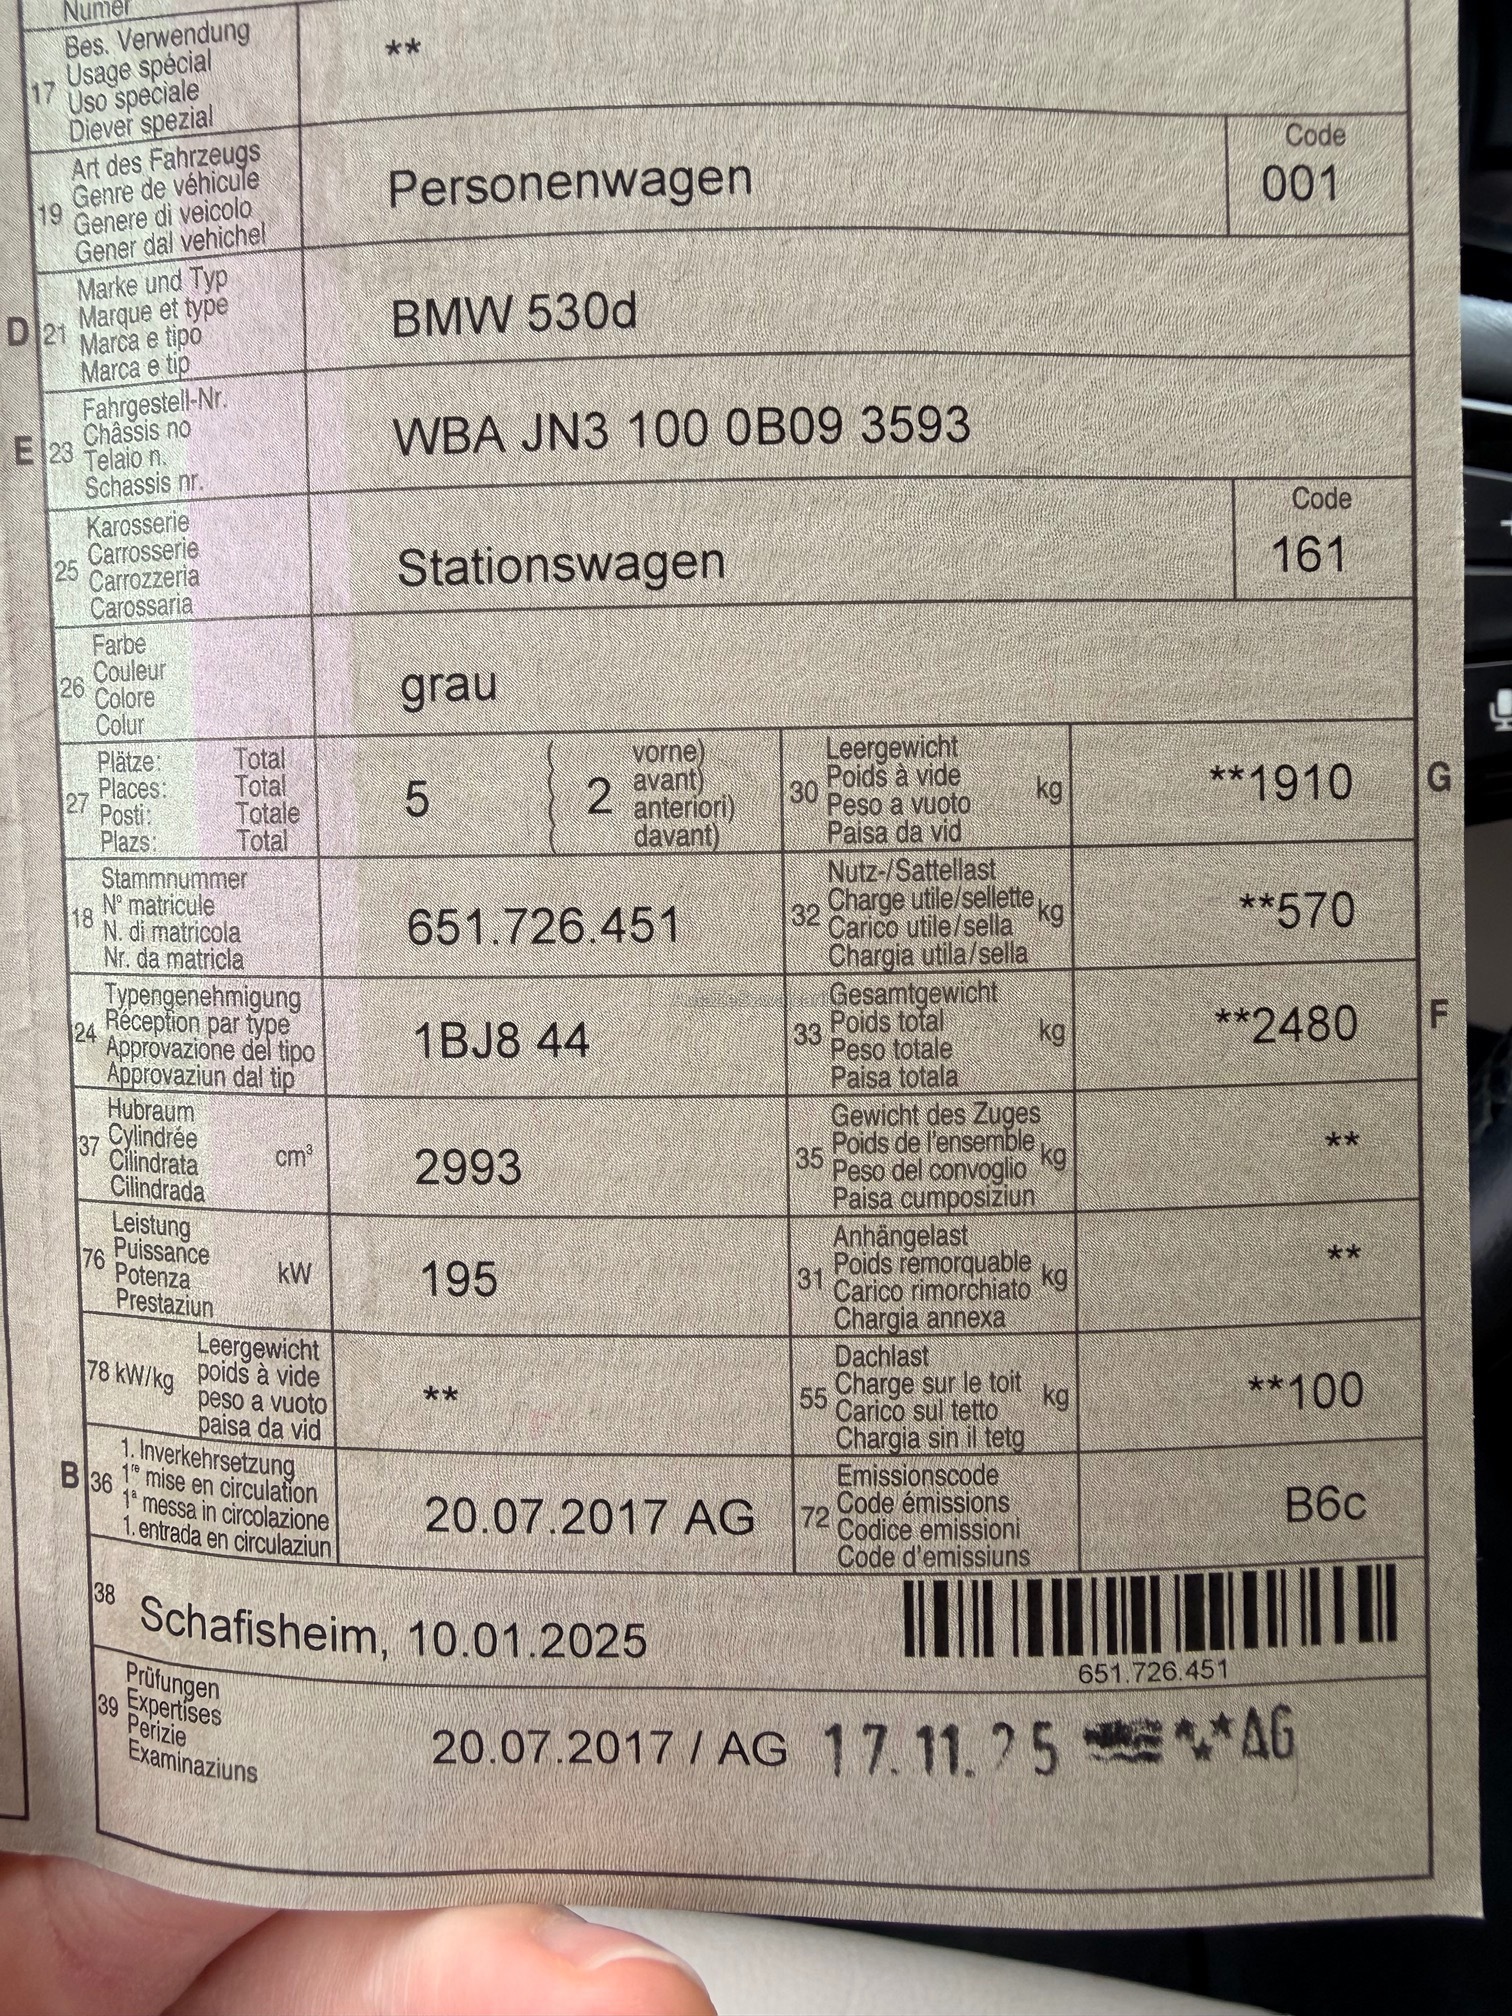 Numer
17 Bes. Verwendung
Usage spécial
Uso speciale
Diever spezial
**
19 Art des Fahrzeugs
Genre de véhicule
Genere di veicolo
Gener dal vehichel
Personenwagen
Code
001
D 21 Marke und Typ
Marque et type
Marca e tipo
Marca e tip
BMW 530d
E 23 Fahrgestell-Nr.
Châssis no
Telaio n.
Schassis nr.
WBA JN3 100 0B09 3593
25 Karosserie
Carrosserie
Carrozzeria
Carossaria
Stationswagen
Code
161
26 Farbe
Couleur
Colore
Colur
grau
27 Plätze: Total
Places: Total
Posti: Totale
Plazs: Total
5 ( 2 vorne)
avant)
anteriori)
davant)
30 Leergewicht
Poids à vide
Peso a vuoto
Paisa da vid
kg
**1910 G
18 Stammnummer
N° matricule
N. di matricola
Nr. da matricla
651.726.451
32 Nutz-/Sattellast
Charge utile/sellette
Carico utile/sella
Chargia utila/sella
kg
**570
24 Typengenehmigung
Réception par type
Approvazione del tipo
Approvaziun dal tip
1BJ8 44
33 Gesamtgewicht
Poids total
Peso totale
Paisa totala
kg
**2480 F
37 Hubraum
Cylindrée
Cilindrata
Cilindrada
cm³
2993
35 Gewicht des Zuges
Poids de l'ensemble
Peso del convoglio
Paisa cumposiziun
kg
**
76 Leistung
Puissance
Potenza
Prestaziun
kW
195
31 Anhängelast
Poids remorquable
Carico rimorchiato
Chargia annexa
kg
**
78 kW/kg Leergewicht
poids à vide
peso a vuoto
paisa da vid
**
55 Dachlast
Charge sur le toit
Carico sul tetto
Chargia sin il tetg
kg
**100
B 36 1. Inverkehrsetzung
1re mise en circulation
1a messa in circolazione
1. entrada en circulaziun
20.07.2017 AG
72 Emissionscode
Code émissions
Codice emissioni
Code d'emissiuns
B6c
38 Schafisheim, 10.01.2025
651.726.451
39 Prüfungen
Expertises
Perizie
Examinaziuns
20.07.2017 / AG 17.11.25 AG